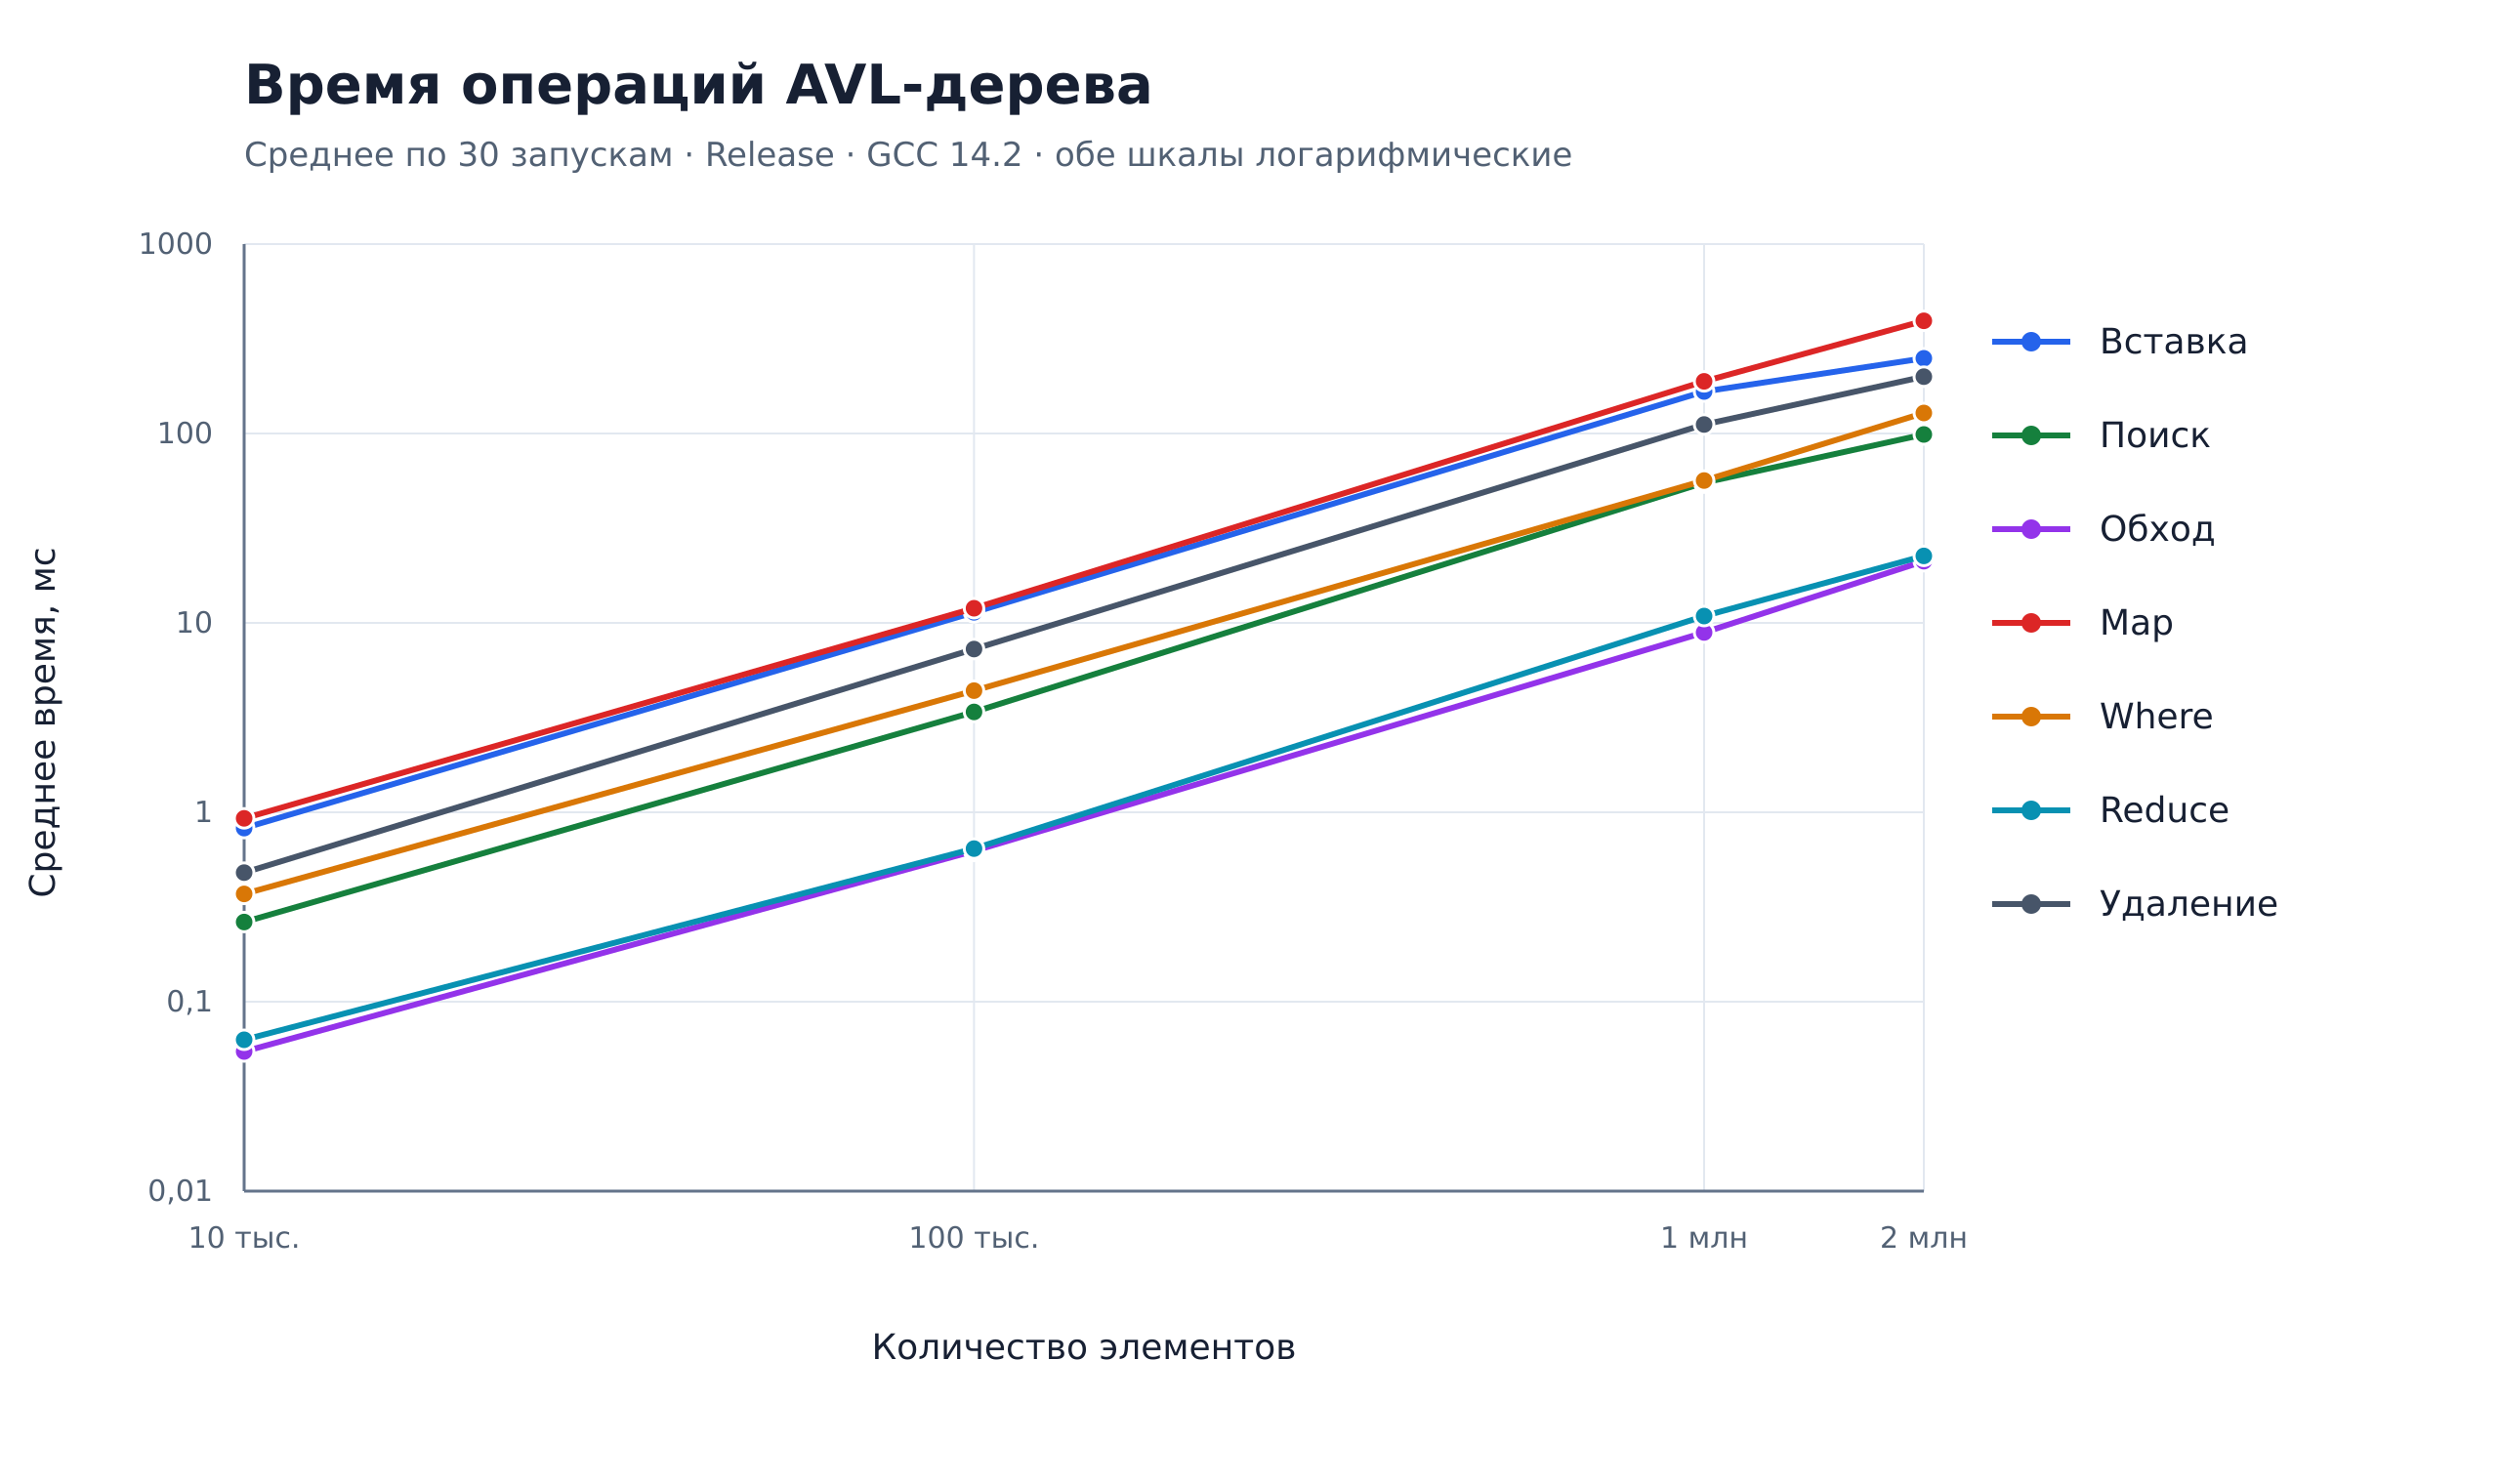 Время операций AVL-дерева
Среднее по 30 запускам · Release · GCC 14.2 · обе шкалы логарифмические
1000
100
10
1
0,1
0,01
Среднее время, мс
10 тыс.
100 тыс.
1 млн
2 млн
Количество элементов
Вставка
Поиск
Обход
Map
Where
Reduce
Удаление